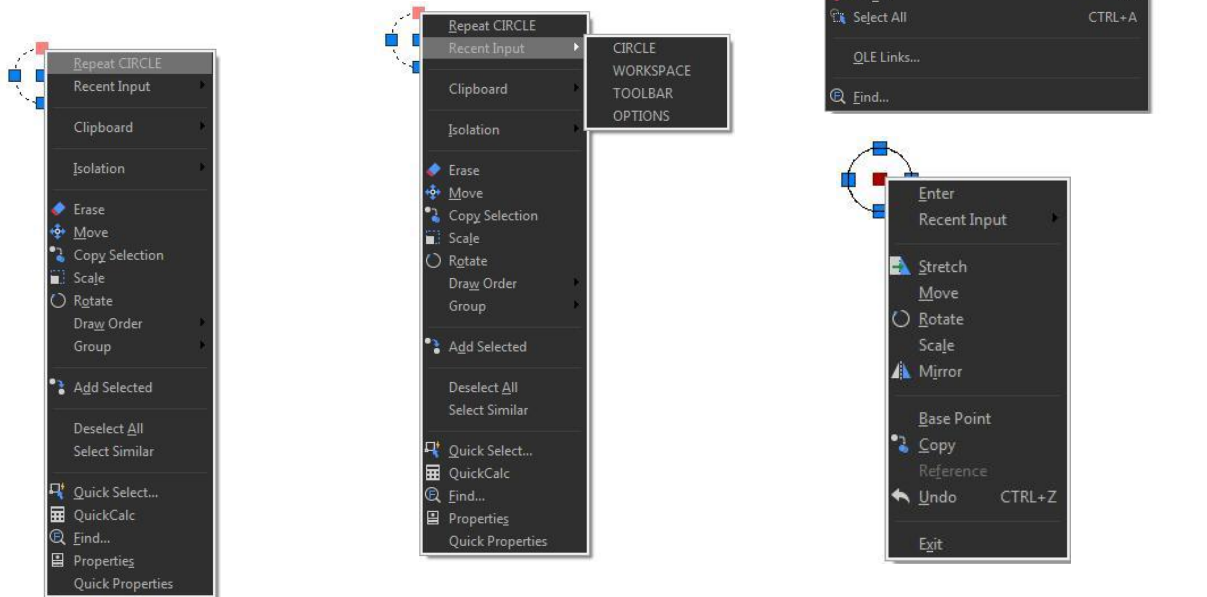 Repeat CIRCLE
Recent Input
Clipboard
Isolation
Erase
Move
Copy Selection
Scale
Rotate
Draw Order
Group
Add Selected
Deselect All
Select Similar
Quick Select...
QuickCalc
Find...
Properties
Quick Properties
Repeat CIRCLE
Recent Input
Clipboard
Isolation
Erase
Move
Copy Selection
Scale
Rotate
Draw Order
Group
Add Selected
Deselect All
Select Similar
Quick Select...
QuickCalc
Find...
Properties
Quick Properties
CIRCLE
WORKSPACE
TOOLBAR
OPTIONS
Select All CTRL+A
OLE Links...
Find...
Enter
Recent Input
Stretch
Move
Rotate
Scale
Mirror
Base Point
Copy
Reference
Undo CTRL+Z
Exit